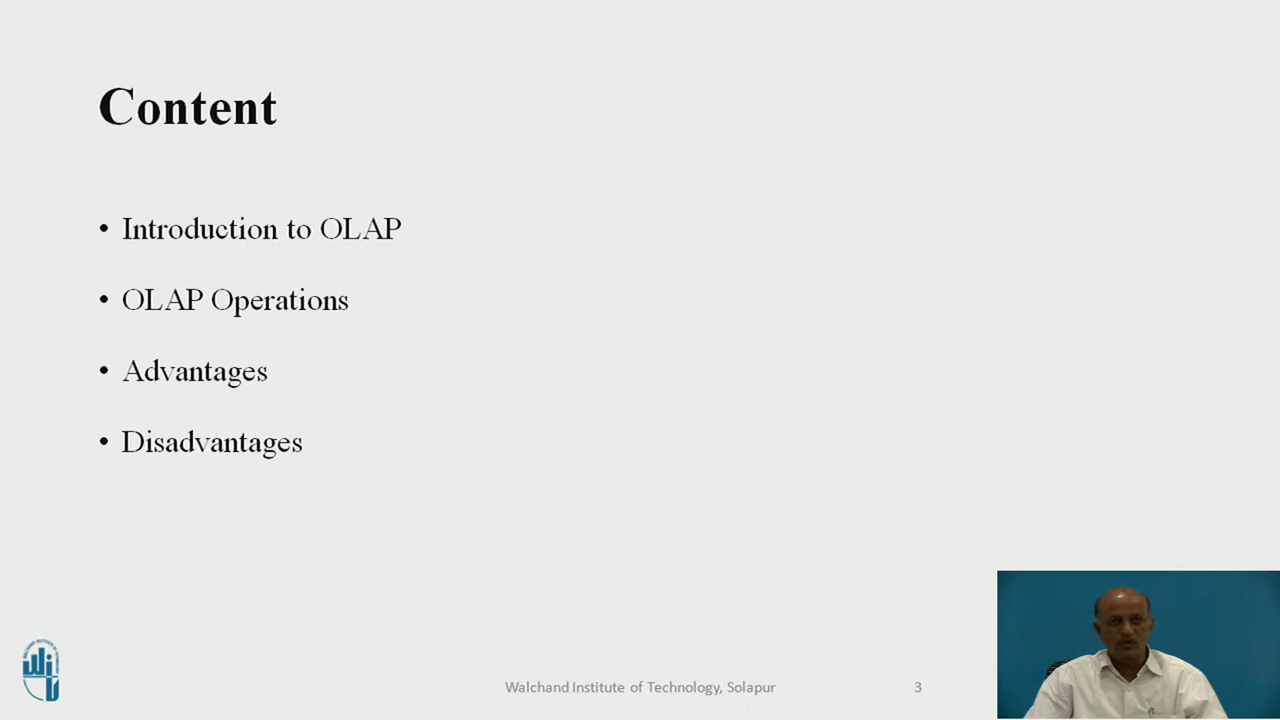 Content
• Introduction to OLAP
• OLAP Operations
• Advantages
• Disadvantages
Walchand Institute of Technology, Solapur
3